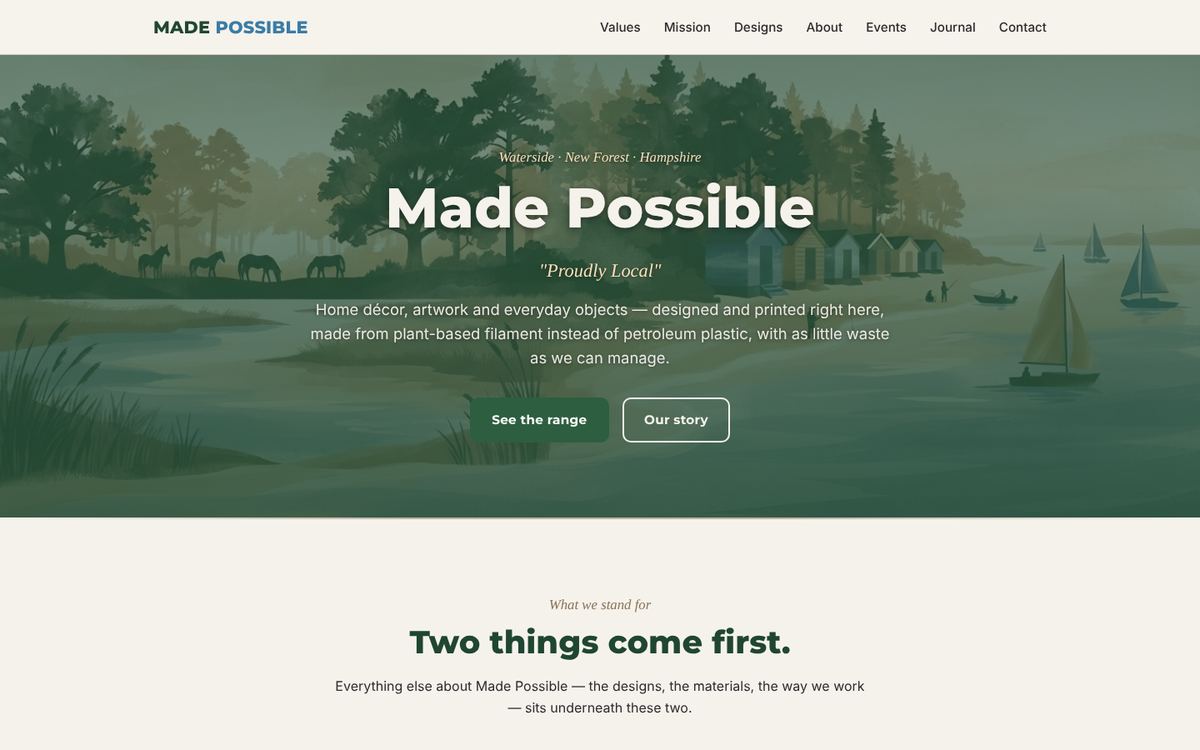 MADE POSSIBLE
Values Mission Designs About Events Journal Contact
Waterside · New Forest · Hampshire
Made Possible
"Proudly Local"
Home décor, artwork and everyday objects — designed and printed right here,
made from plant-based filament instead of petroleum plastic, with as little waste
as we can manage.
See the range
Our story
What we stand for
Two things come first.
Everything else about Made Possible — the designs, the materials, the way we work
— sits underneath these two.